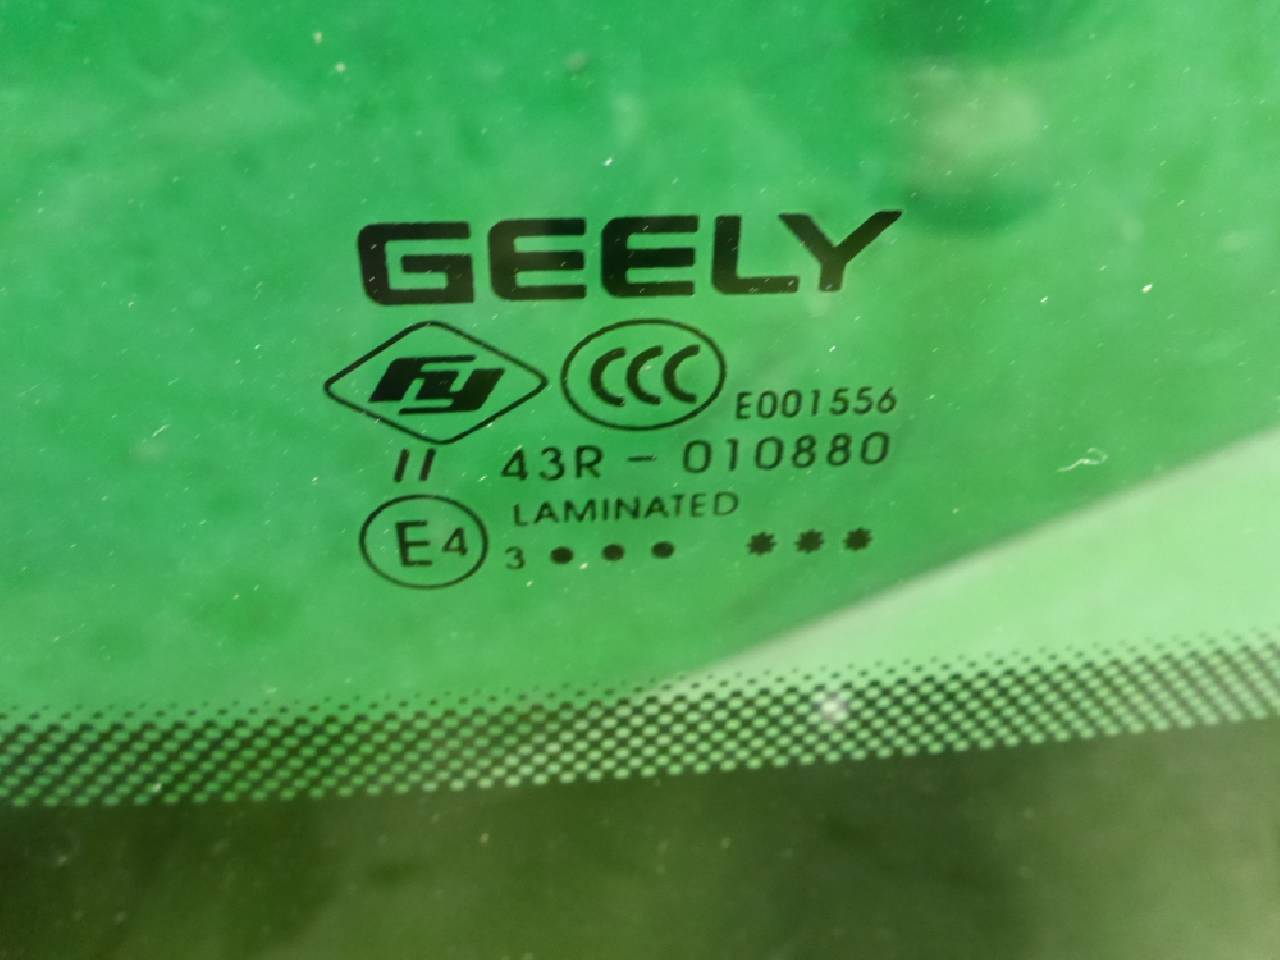 GEELY
FY CCC E001556
II 43R - 010880
E4 LAMINATED
3 ● ● ● ✱ ✱ ✱